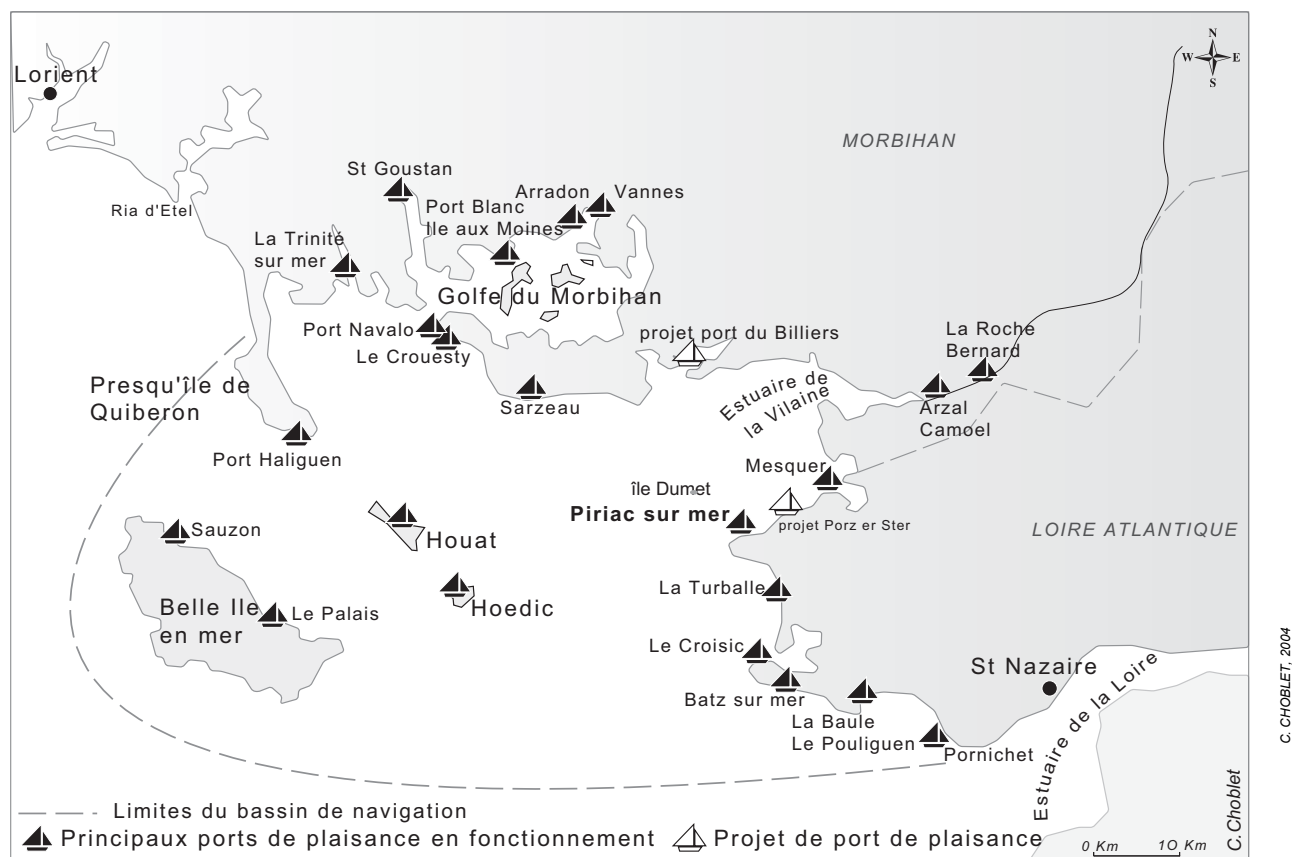 N
W E
S
Lorient
MORBIHAN
St Goustan
Arradon
Vannes
Port Blanc
Ile aux Moines
Ria d'Etel
La Trinité
sur mer
Golfe du Morbihan
Port Navalo
Le Crouesty
projet port du Billiers
La Roche
Bernard
Presqu'île de
Quiberon
Sarzeau
Estuaire de
la Vilaine
Arzal
Camoel
Port Haliguen
Mesquer
île Dumet
Piriac sur mer
projet Porz er Ster
LOIRE ATLANTIQUE
Sauzon
Houat
Hoedic
La Turballe
Belle Ile
en mer
Le Palais
Le Croisic
St Nazaire
Batz sur mer
La Baule
Le Pouliguen
Pornichet
Estuaire de la Loire
C. CHOBLET, 2004
C.Choblet
Limites du bassin de navigation
Principaux ports de plaisance en fonctionnement
Projet de port de plaisance
0 Km 10 Km